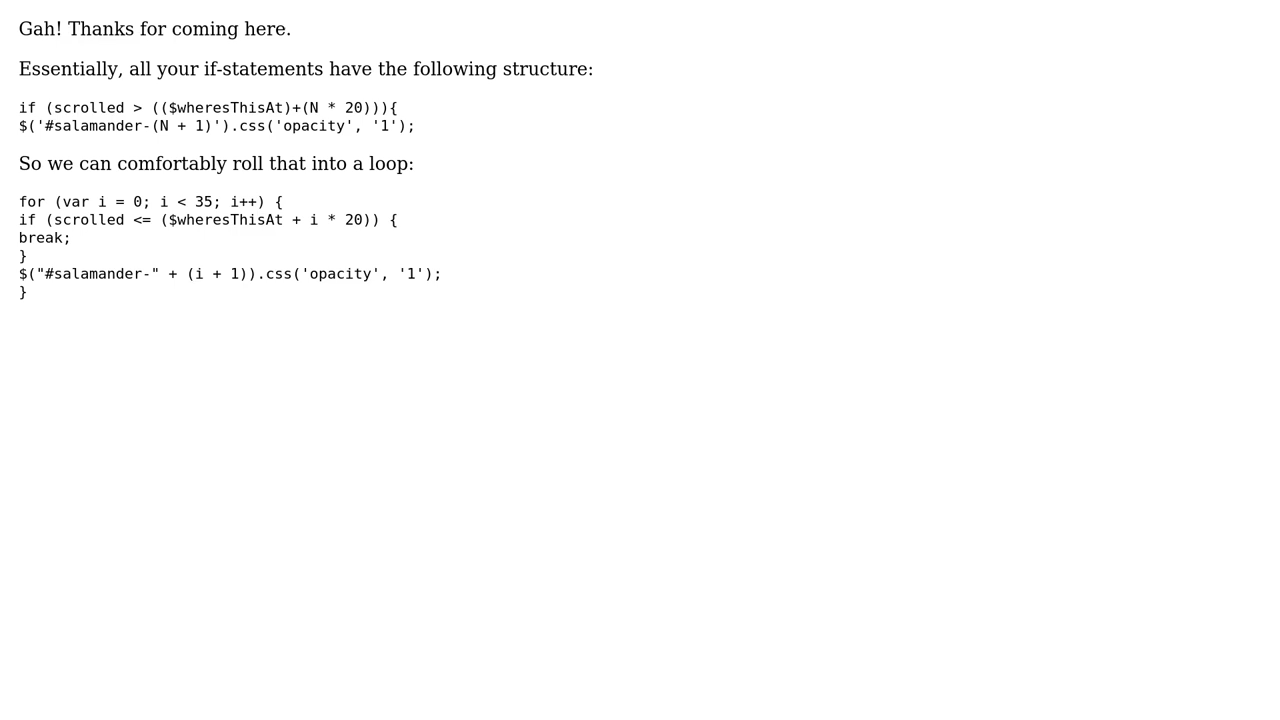 Gah! Thanks for coming here.
Essentially, all your if-statements have the following structure:
if (scrolled > (($wheresThisAt)+(N * 20))){
$('#salamander-(N + 1)').css('opacity', '1');
So we can comfortably roll that into a loop:
for (var i = 0; i < 35; i++) {
if (scrolled <= ($wheresThisAt + i * 20)) {
break;
}
$("#salamander-" + (i + 1)).css('opacity', '1');
}